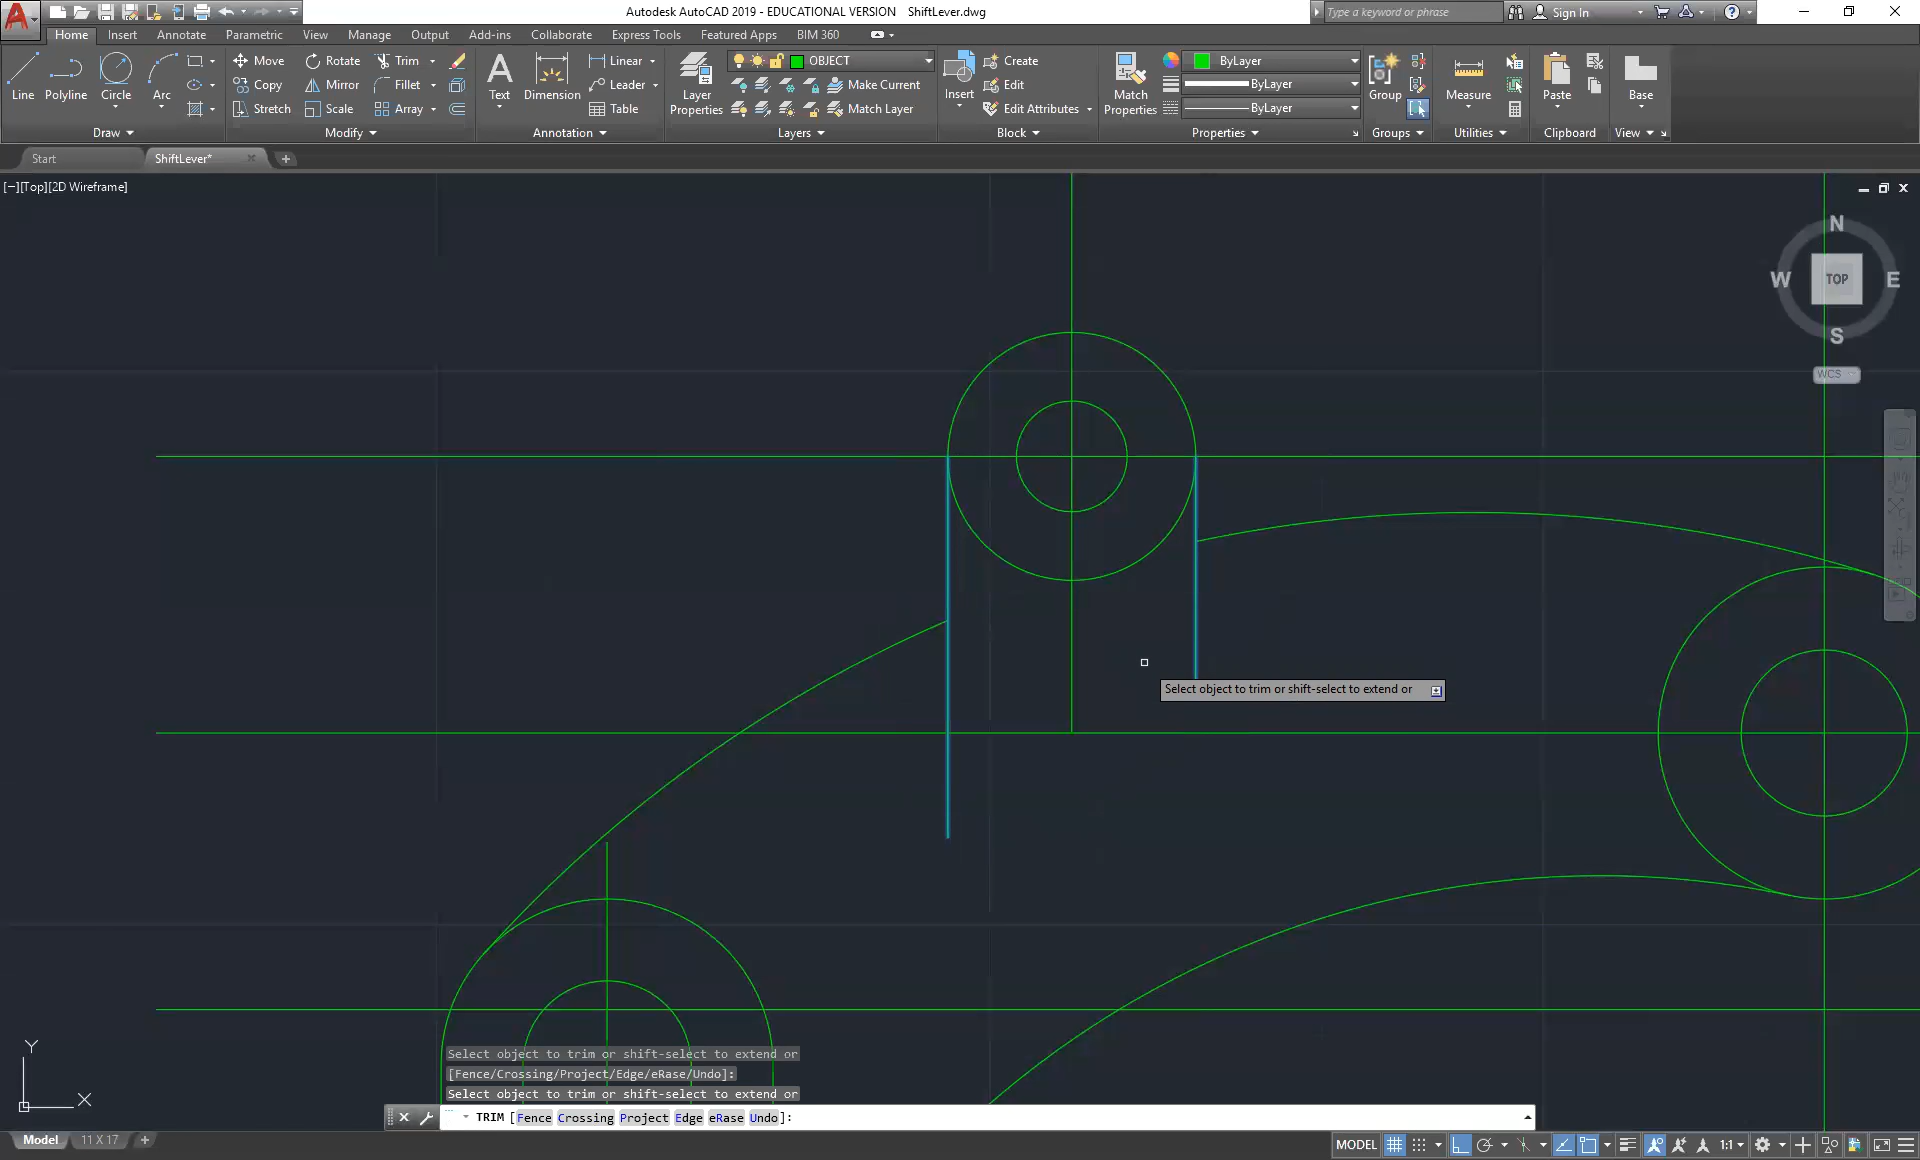 Autodesk AutoCAD 2019 - EDUCATIONAL VERSION ShiftLever.dwg
Type a keyword or phrase
Sign In
Home Insert Annotate Parametric View Manage Output Add-ins Collaborate Express Tools Featured Apps BIM 360
Line Polyline Circle Arc
Draw
Move Rotate Trim
Copy Mirror Fillet
Stretch Scale Array
Modify
Text Dimension
Linear
Leader
Table
Annotation
Layer Properties
OBJECT
Make Current
Match Layer
Layers
Insert
Create
Edit
Edit Attributes
Block
Match Properties
ByLayer
ByLayer
ByLayer
Properties
Group
Groups
Measure
Utilities
Paste
Clipboard
Base
View
Start ShiftLever*
[−][Top][2D Wireframe]
N
W TOP E
S
WCS
Select object to trim or shift-select to extend or
Y
X
Select object to trim or shift-select to extend or
[Fence/Crossing/Project/Edge/eRase/Undo]:
Select object to trim or shift-select to extend or
TRIM [Fence Crossing Project Edge eRase Undo]:
Model 11 X 17
MODEL 1:1